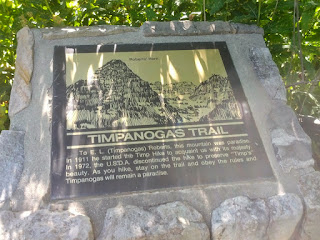 TIMPANOGAS TRAIL
To E. L. (Timpanogas) Roberts, this mountain was paradise.
In 1911 he started the Timp Hike to acquaint us with its majesty.
In 1972, the U.S.D.A. discontinued the hike to preserve "Timp's"
beauty. As you hike, stay on the trail and obey the rules and
Timpanogas will remain a paradise.